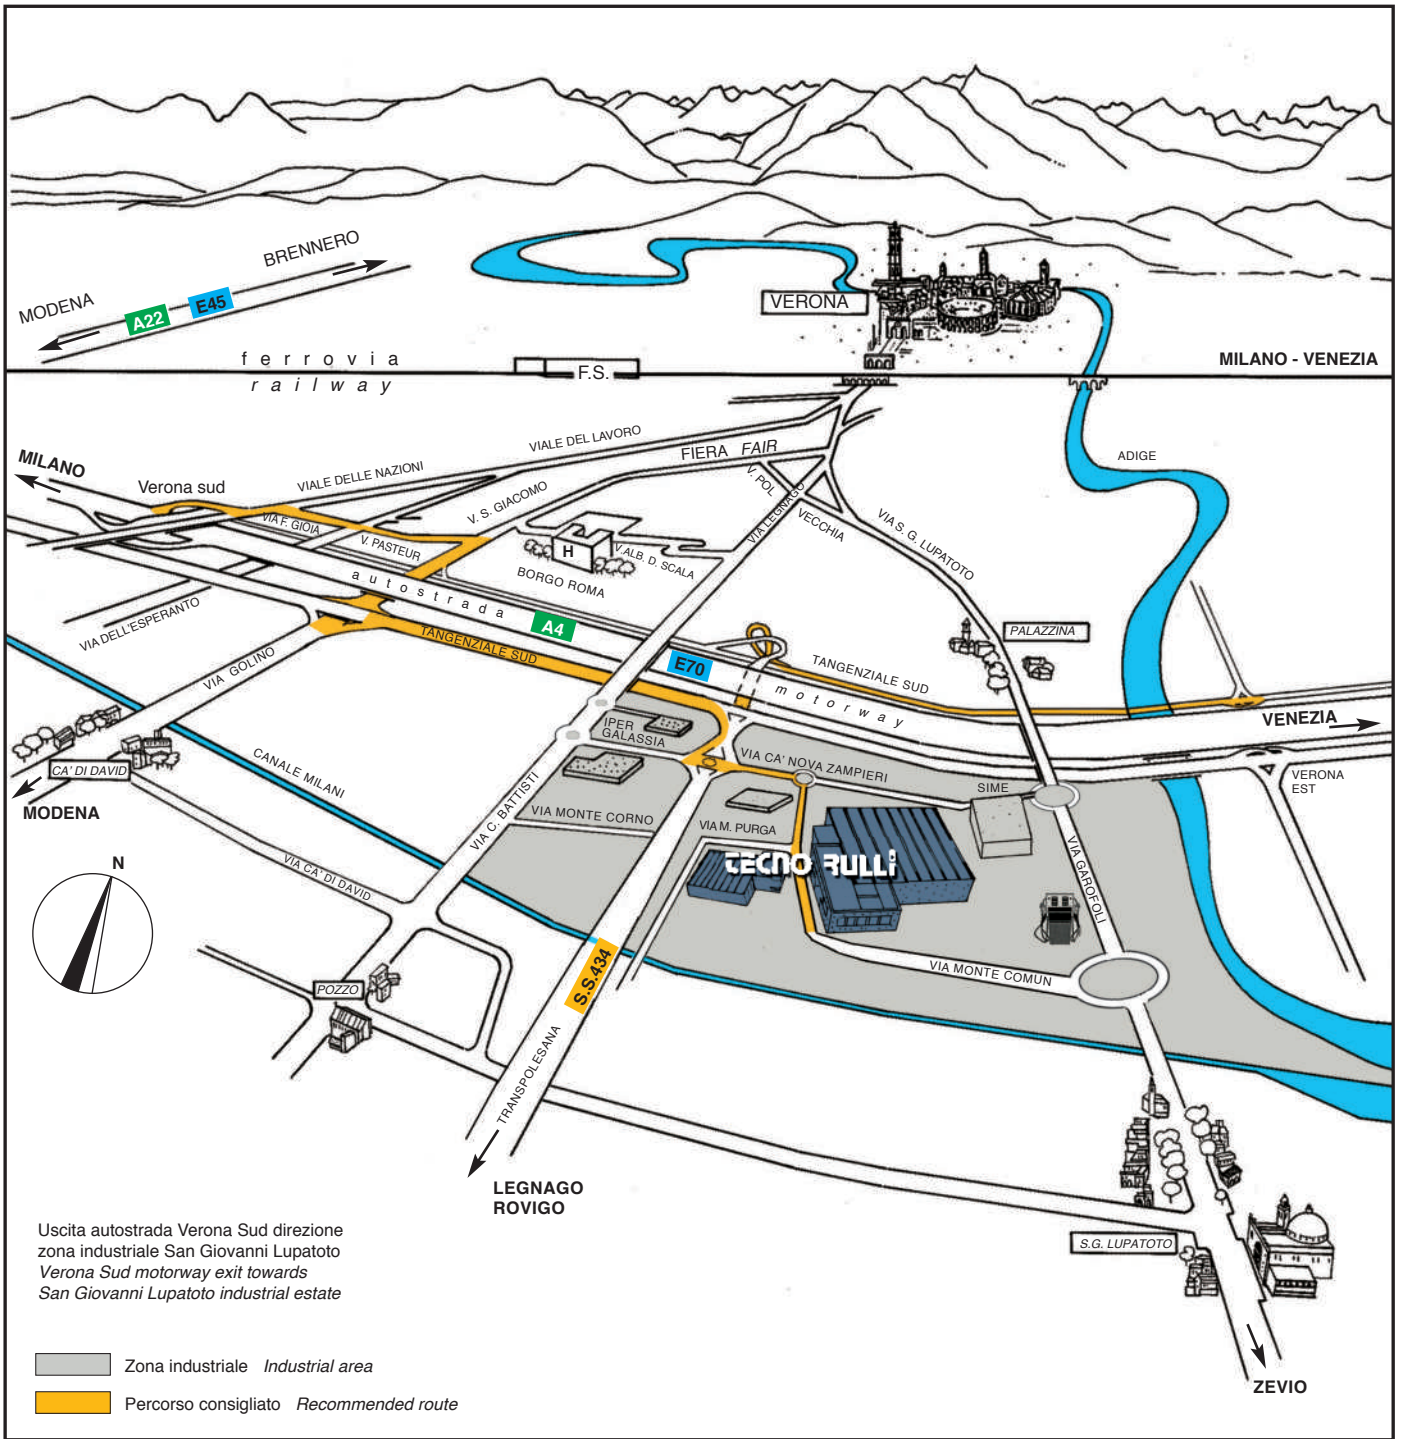 BRENNERO
MODENA
A22
E45
VERONA
ferrovia
railway
F.S.
MILANO - VENEZIA
MILANO
Verona sud
VIALE DELLE NAZIONI
VIALE DEL LAVORO
FIERA FAIR
V. S. GIACOMO
V. POL
VECCHIA
VIA LEGNAGO
VIA S. G. LUPATOTO
ADIGE
VIA F. GIOIA
V. PASTEUR
H
V.ALB. D. SCALA
BORGO ROMA
autostrada
A4
E70
motorway
VIA DELL'ESPERANTO
VIA GOLINO
TANGENZIALE SUD
TANGENZIALE SUD
PALAZZINA
VENEZIA
VERONA
EST
CA' DI DAVID
MODENA
CANALE MILANI
IPER
GALASSIA
VIA CA' NOVA ZAMPIERI
SIME
VIA C. BATTISTI
VIA MONTE CORNO
VIA M. PURGA
TECNO RULLI
VIA GAROFOLI
VIA CA' DI DAVID
N
VIA MONTE COMUN
POZZO
S.S.434
TRANSPOLESANA
LEGNAGO
ROVIGO
S.G. LUPATOTO
ZEVIO
Uscita autostrada Verona Sud direzione
zona industriale San Giovanni Lupatoto
Verona Sud motorway exit towards
San Giovanni Lupatoto industrial estate
Zona industriale Industrial area
Percorso consigliato Recommended route